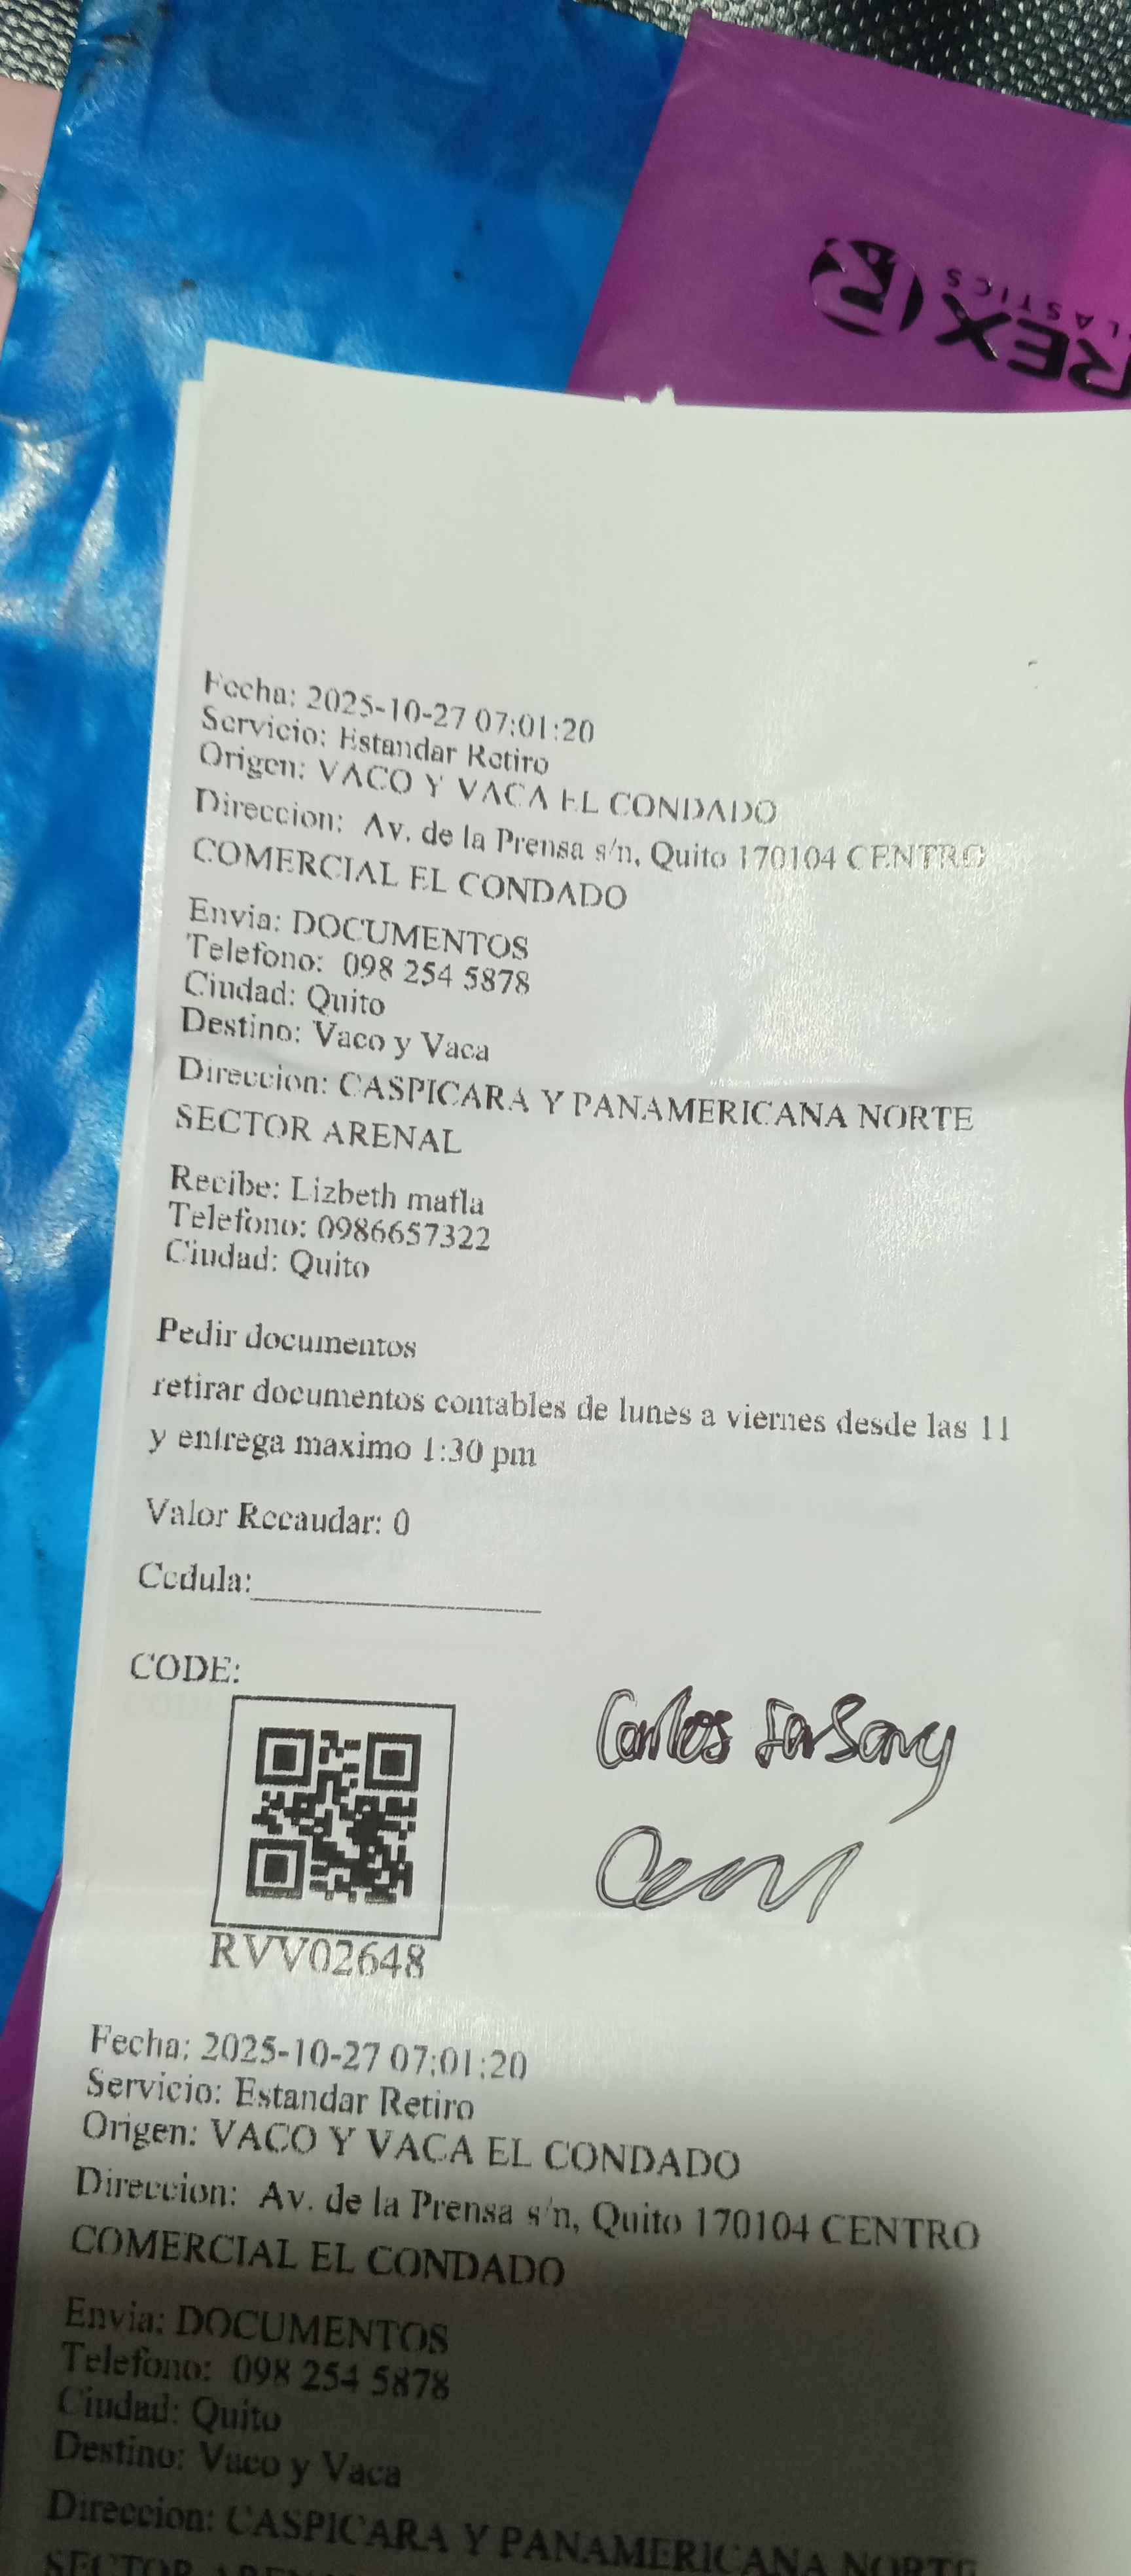 REX
PLASTICS
Fecha: 2025-10-27 07:01:20
Servicio: Estandar Retiro
Origen: VACO Y VACA EL CONDADO
Direccion: Av. de la Prensa s/n, Quito 170104 CENTRO
COMERCIAL EL CONDADO
Envia: DOCUMENTOS
Telefono: 098 254 5878
Ciudad: Quito
Destino: Vaco y Vaca
Direccion: CASPICARA Y PANAMERICANA NORTE
SECTOR ARENAL
Recibe: Lizbeth mafla
Telefono: 0986657322
Ciudad: Quito
Pedir documentos
retirar documentos contables de lunes a viernes desde las 11
y entrega maximo 1:30 pm
Valor Recaudar: 0
Cedula:
CODE:
Carlos
RVV02648
Fecha: 2025-10-27 07:01:20
Servicio: Estandar Retiro
Origen: VACO Y VACA EL CONDADO
Direccion: Av. de la Prensa s/n, Quito 170104 CENTRO
COMERCIAL EL CONDADO
Envia: DOCUMENTOS
Telefono: 098 254 5878
Ciudad: Quito
Destino: Vaco y Vaca
Direccion: CASPICARA Y PANAMERICANA NORTE
SECTOR ARENAL